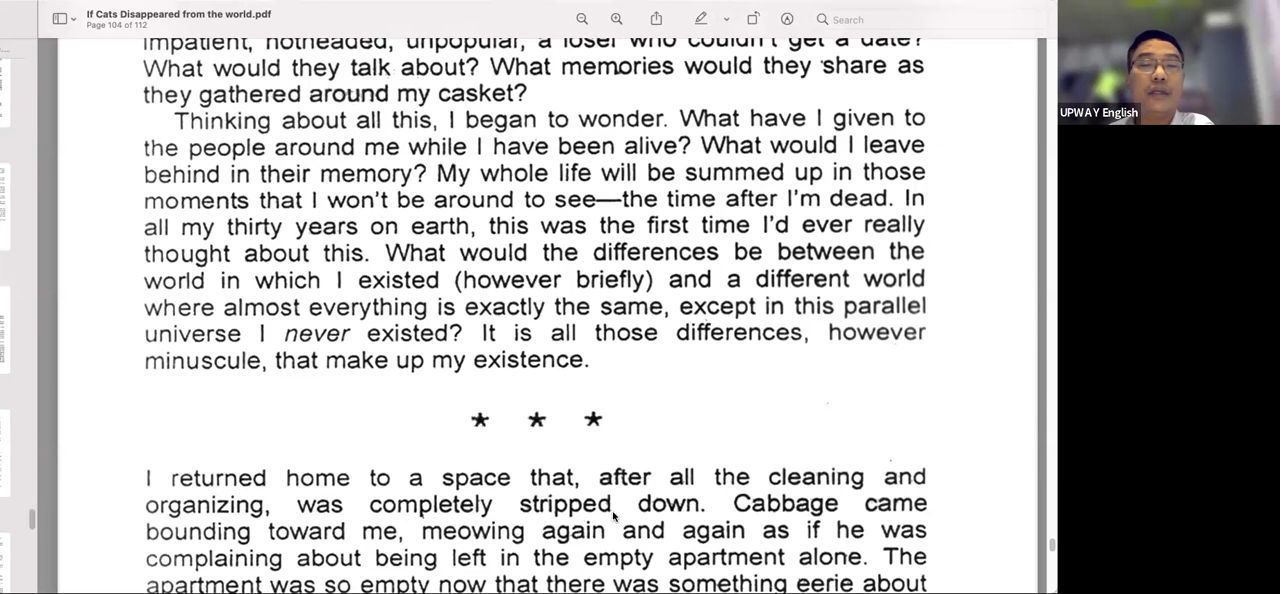 If Cats Disappeared from the world.pdf
Page 104 of 112
Search
UPWAY English
impatient, hotheaded, unpopular, a loser who couldn't get a date?
What would they talk about? What memories would they share as
they gathered around my casket?
Thinking about all this, I began to wonder. What have I given to
the people around me while I have been alive? What would I leave
behind in their memory? My whole life will be summed up in those
moments that I won't be around to see—the time after I'm dead. In
all my thirty years on earth, this was the first time I'd ever really
thought about this. What would the differences be between the
world in which I existed (however briefly) and a different world
where almost everything is exactly the same, except in this parallel
universe I never existed? It is all those differences, however
minuscule, that make up my existence.
* * *
I returned home to a space that, after all the cleaning and
organizing, was completely stripped down. Cabbage came
bounding toward me, meowing again and again as if he was
complaining about being left in the empty apartment alone. The
apartment was so empty now that there was something eerie about